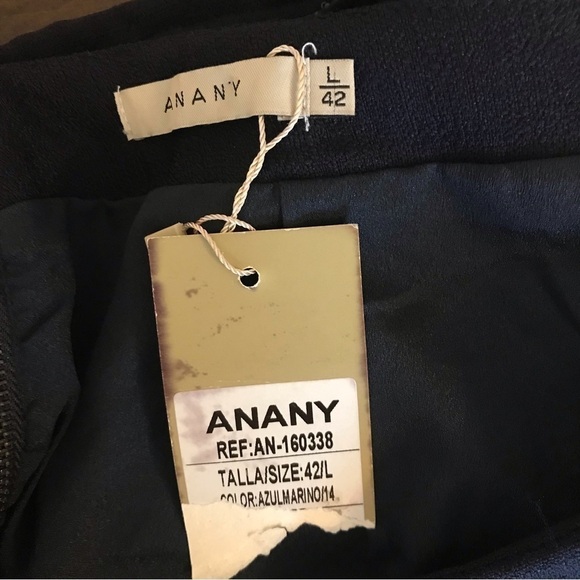 ANANY
L
42
ANANY
REF:AN-160338
TALLA/SIZE:42/L
COLOR:AZULMARINO/14